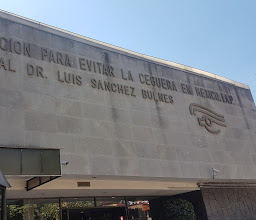 CION PARA EVITAR LA CEGUERA EN MEXICO I.A.P.
AL DR. LUIS SANCHEZ BULNES